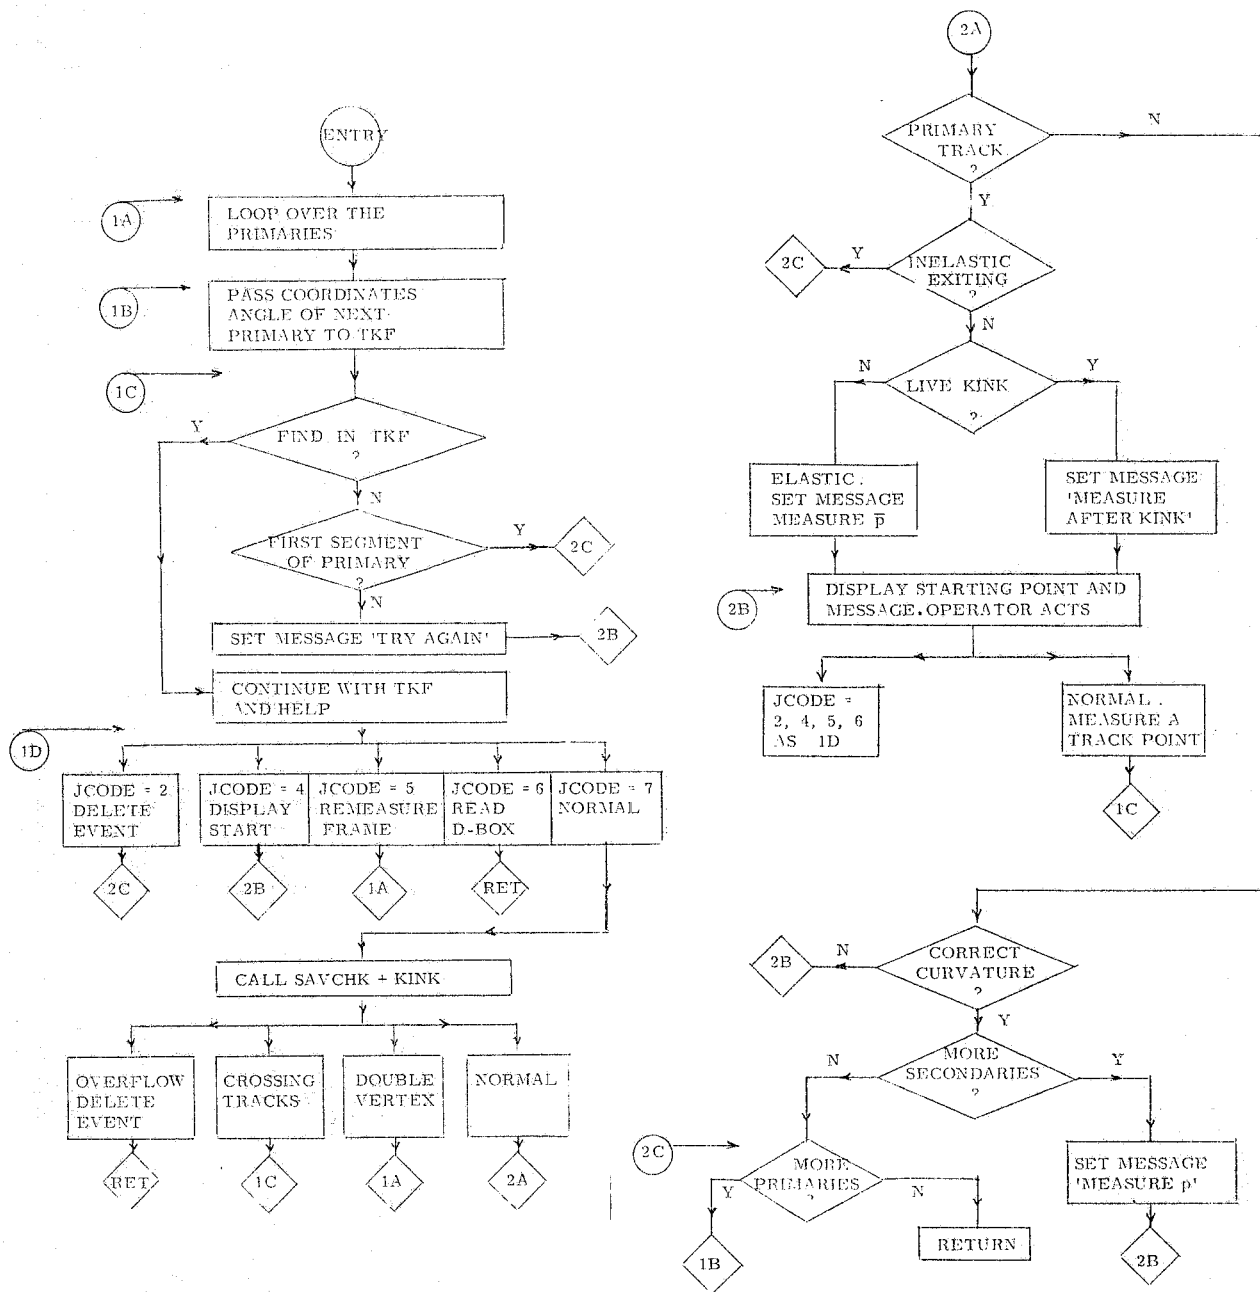 ENTRY
1A
LOOP OVER THE
PRIMARIES
1B
PASS COORDINATES
ANGLE OF NEXT
PRIMARY TO TKF
1C
Y
FIND IN TKF
?
N
FIRST SEGMENT
OF PRIMARY
?
Y
2C
N
SET MESSAGE 'TRY AGAIN'
2B
CONTINUE WITH TKF
AND HELP
1D
JCODE = 2
DELETE
EVENT
JCODE = 4
DISPLAY
START
JCODE = 5
REMEASURE
FRAME
JCODE = 6
READ
D-BOX
JCODE = 7
NORMAL
2C
2B
1A
RET
CALL SAVCHK + KINK
OVERFLOW
DELETE
EVENT
CROSSING
TRACKS
DOUBLE
VERTEX
NORMAL
RET
1C
1A
2A
2A
PRIMARY
TRACK
?
N
Y
INELASTIC
EXITING
?
Y
2C
N
LIVE KINK
?
N
Y
ELASTIC.
SET MESSAGE
MEASURE p̅
SET MESSAGE
'MEASURE
AFTER KINK'
2B
DISPLAY STARTING POINT AND
MESSAGE.OPERATOR ACTS
JCODE =
2, 4, 5, 6
AS 1D
NORMAL.
MEASURE A
TRACK POINT
1C
CORRECT
CURVATURE
?
N
2B
Y
MORE
SECONDARIES
?
N
Y
2C
MORE
PRIMARIES
?
Y
N
SET MESSAGE
'MEASURE p'
1B
RETURN
2B